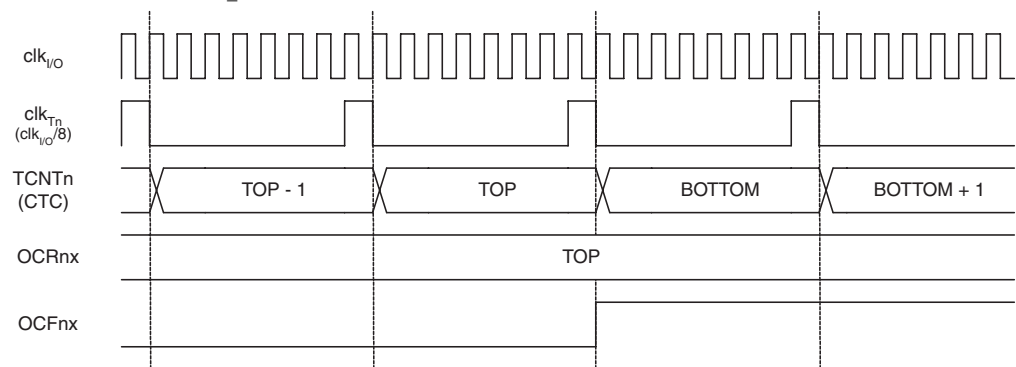 clkI/O
clkTn
(clkI/O/8)
TCNTn
(CTC)
TOP - 1
TOP
BOTTOM
BOTTOM + 1
OCRnx
TOP
OCFnx